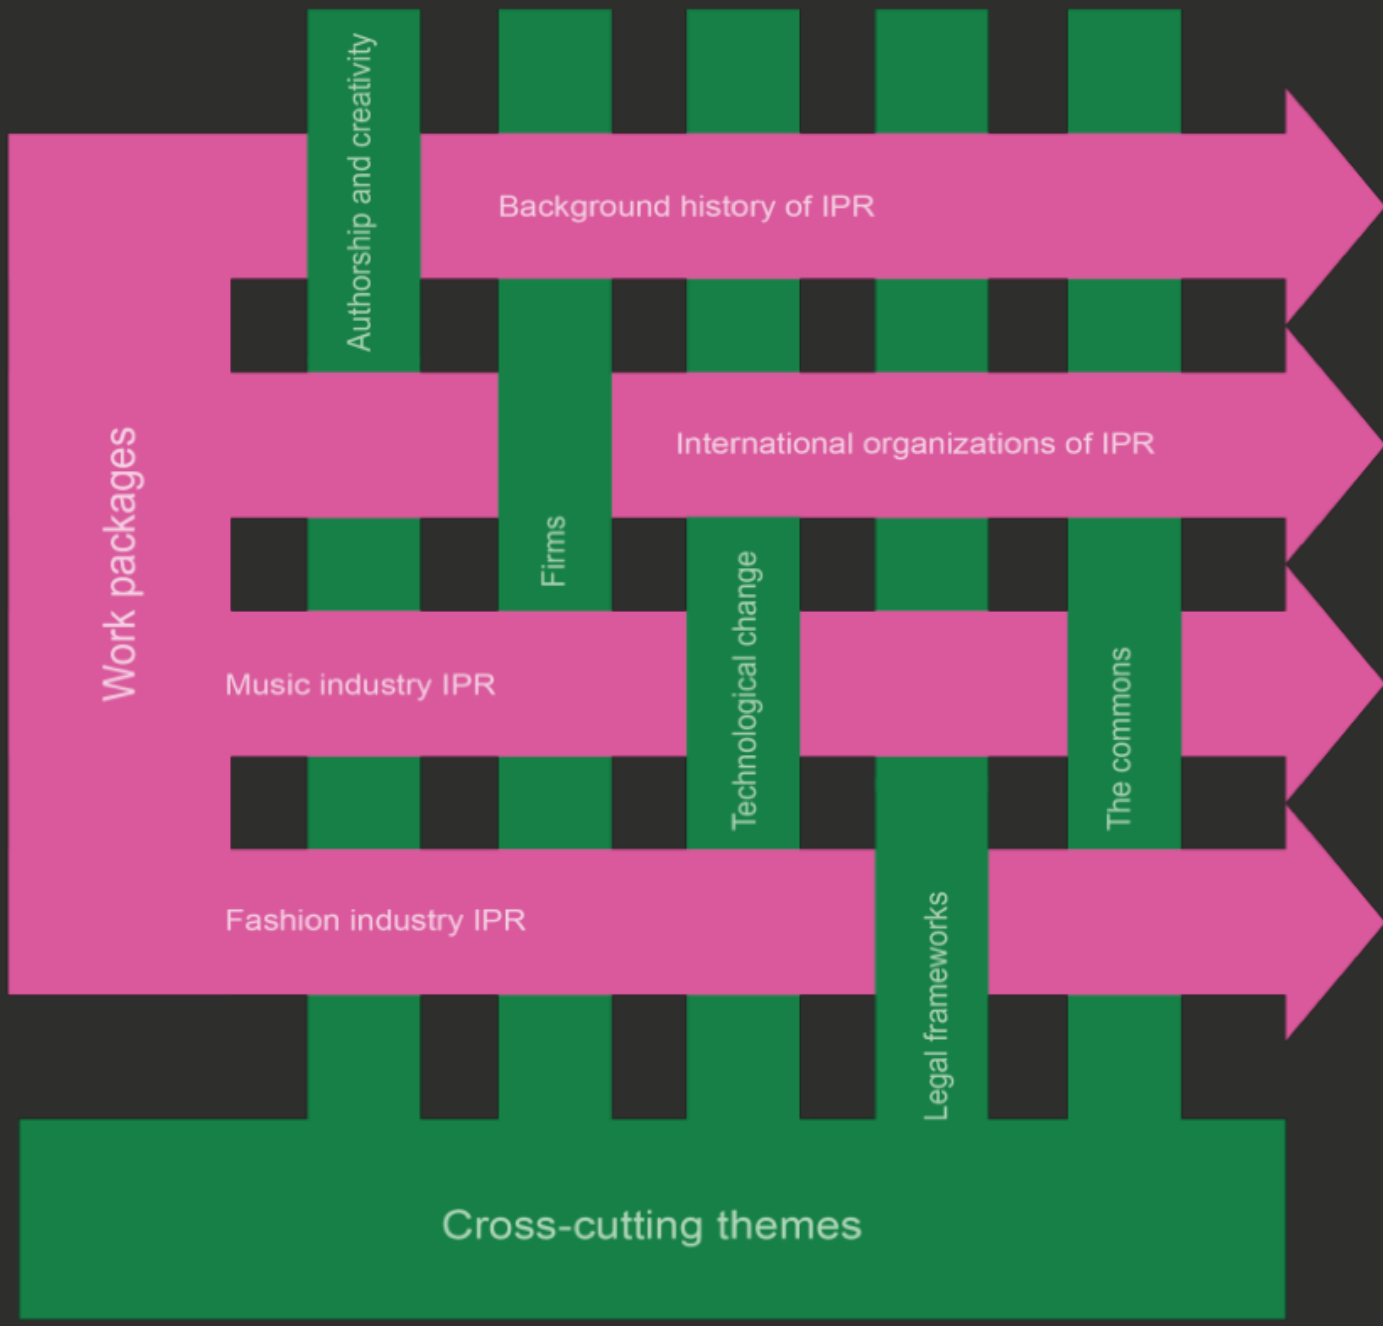 Authorship and creativity
Background history of IPR
International organizations of IPR
Work packages
Firms
Technological change
Music industry IPR
The commons
Fashion industry IPR
Legal frameworks
Cross-cutting themes